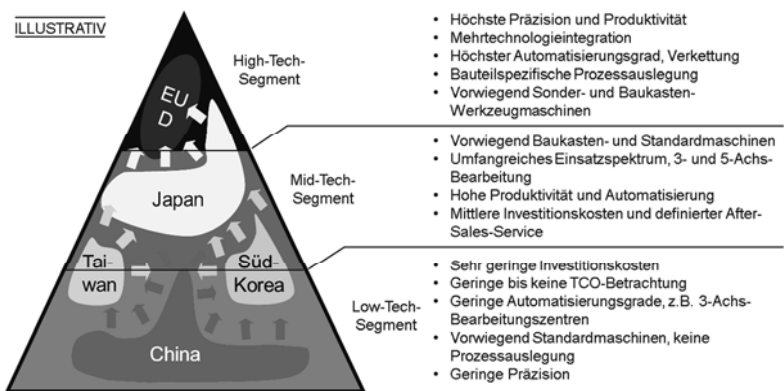 ILLUSTRATIV
High-Tech-
Segment
EU
D
• Höchste Präzision und Produktivität
• Mehrtechnologieintegration
• Höchster Automatisierungsgrad, Verkettung
• Bauteilspezifische Prozessauslegung
• Vorwiegend Sonder- und Baukasten-
Werkzeugmaschinen
Japan
Mid-Tech-
Segment
• Vorwiegend Baukasten- und Standardmaschinen
• Umfangreiches Einsatzspektrum, 3- und 5-Achs-
Bearbeitung
• Hohe Produktivität und Automatisierung
• Mittlere Investitionskosten und definierter After-
Sales-Service
Tai-
wan
Süd-
Korea
China
Low-Tech-
Segment
• Sehr geringe Investitionskosten
• Geringe bis keine TCO-Betrachtung
• Geringe Automatisierungsgrade, z.B. 3-Achs-
Bearbeitungszentren
• Vorwiegend Standardmaschinen, keine
Prozessauslegung
• Geringe Präzision